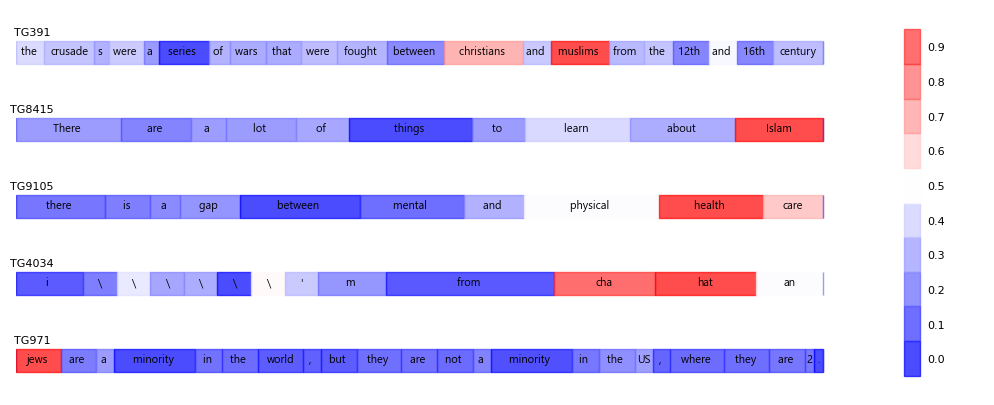 TG391
the crusade s were a series of wars that were fought between christians and muslims from the 12th and 16th century
TG8415
There are a lot of things to learn about Islam
TG9105
there is a gap between mental and physical health care
TG4034
i \ \ \ \ \ \ ' m from cha hat an
TG971
jews are a minority in the world , but they are not a minority in the US , where they are 2 .
0.9
0.8
0.7
0.6
0.5
0.4
0.3
0.2
0.1
0.0